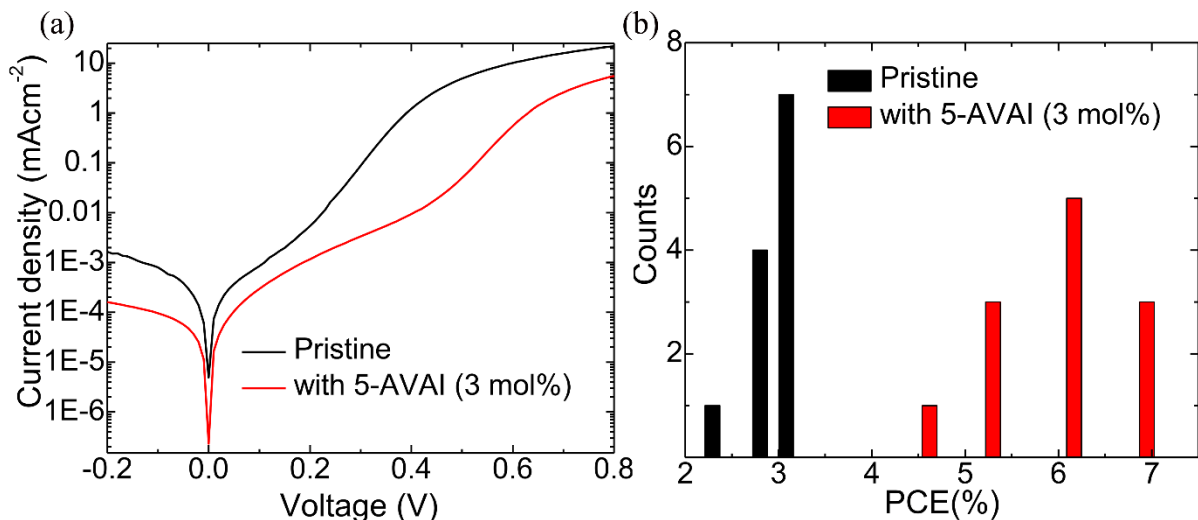 (a)
Current density (mAcm⁻²)
10
1
0.1
0.01
1E-3
1E-4
1E-5
1E-6
Pristine
with 5-AVAI (3 mol%)
-0.2
0.0
0.2
0.4
0.6
0.8
Voltage (V)
(b)
Counts
8
6
4
2
Pristine
with 5-AVAI (3 mol%)
2
3
4
5
6
7
PCE(%)